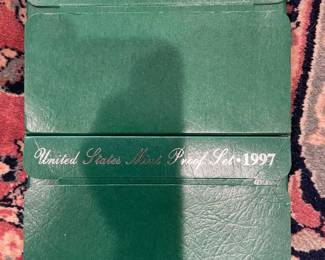 United States Mint Proof Set • 1997